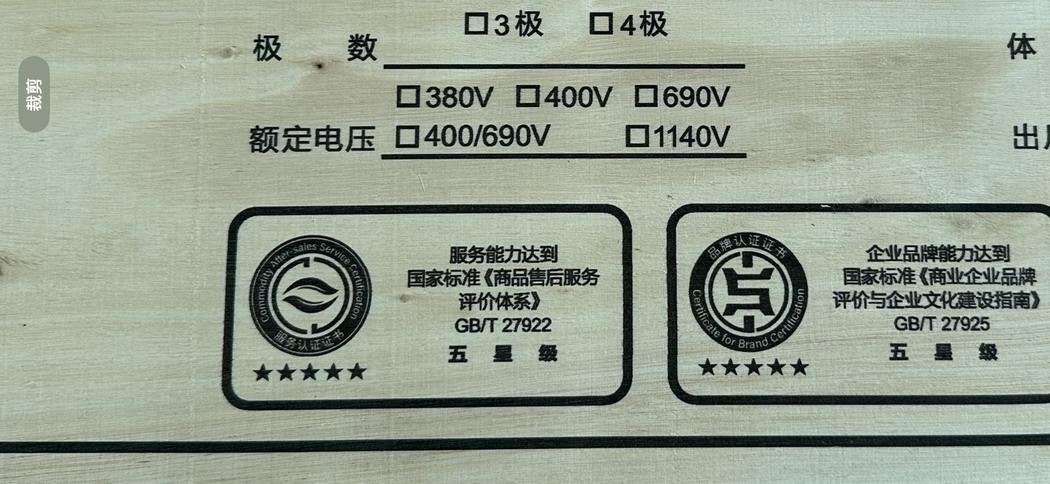 □3极 □4极
极 数
体
□380V □400V □690V
额定电压 □400/690V □1140V
出
裁剪
Commodity After-sales Service Certification
服务认证证书
★★★★★
服务能力达到
国家标准《商品售后服务
评价体系》
GB/T 27922
五 星 级
品牌认证证书
Certificate for Brand Certification
★★★★★
企业品牌能力达到
国家标准《商业企业品牌
评价与企业文化建设指南》
GB/T 27925
五 星 级